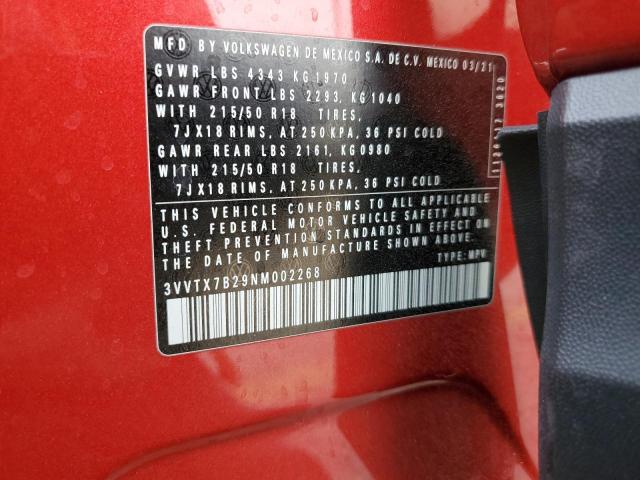 MFD BY VOLKSWAGEN DE MEXICO S.A. DE C.V. MEXICO 03/21
GVWR LBS 4343 KG 1970
GAWR FRONT LBS 2293, KG 1040
WITH 215/50 R18 TIRES,
7JX18 RIMS, AT 250 KPA, 36 PSI COLD
GAWR REAR LBS 2161, KG0980
WITH 215/50 R18 TIRES,
7JX18 RIMS, AT 250 KPA, 36 PSI COLD
THIS VEHICLE CONFORMS TO ALL APPLICABLE
U.S. FEDERAL MOTOR VEHICLE SAFETY AND
THEFT PREVENTION STANDARDS IN EFFECT ON
THE DATE OF MANUFACTURE SHOWN ABOVE.
TYPE: MPV
3VVTX7B29NM002268
3020